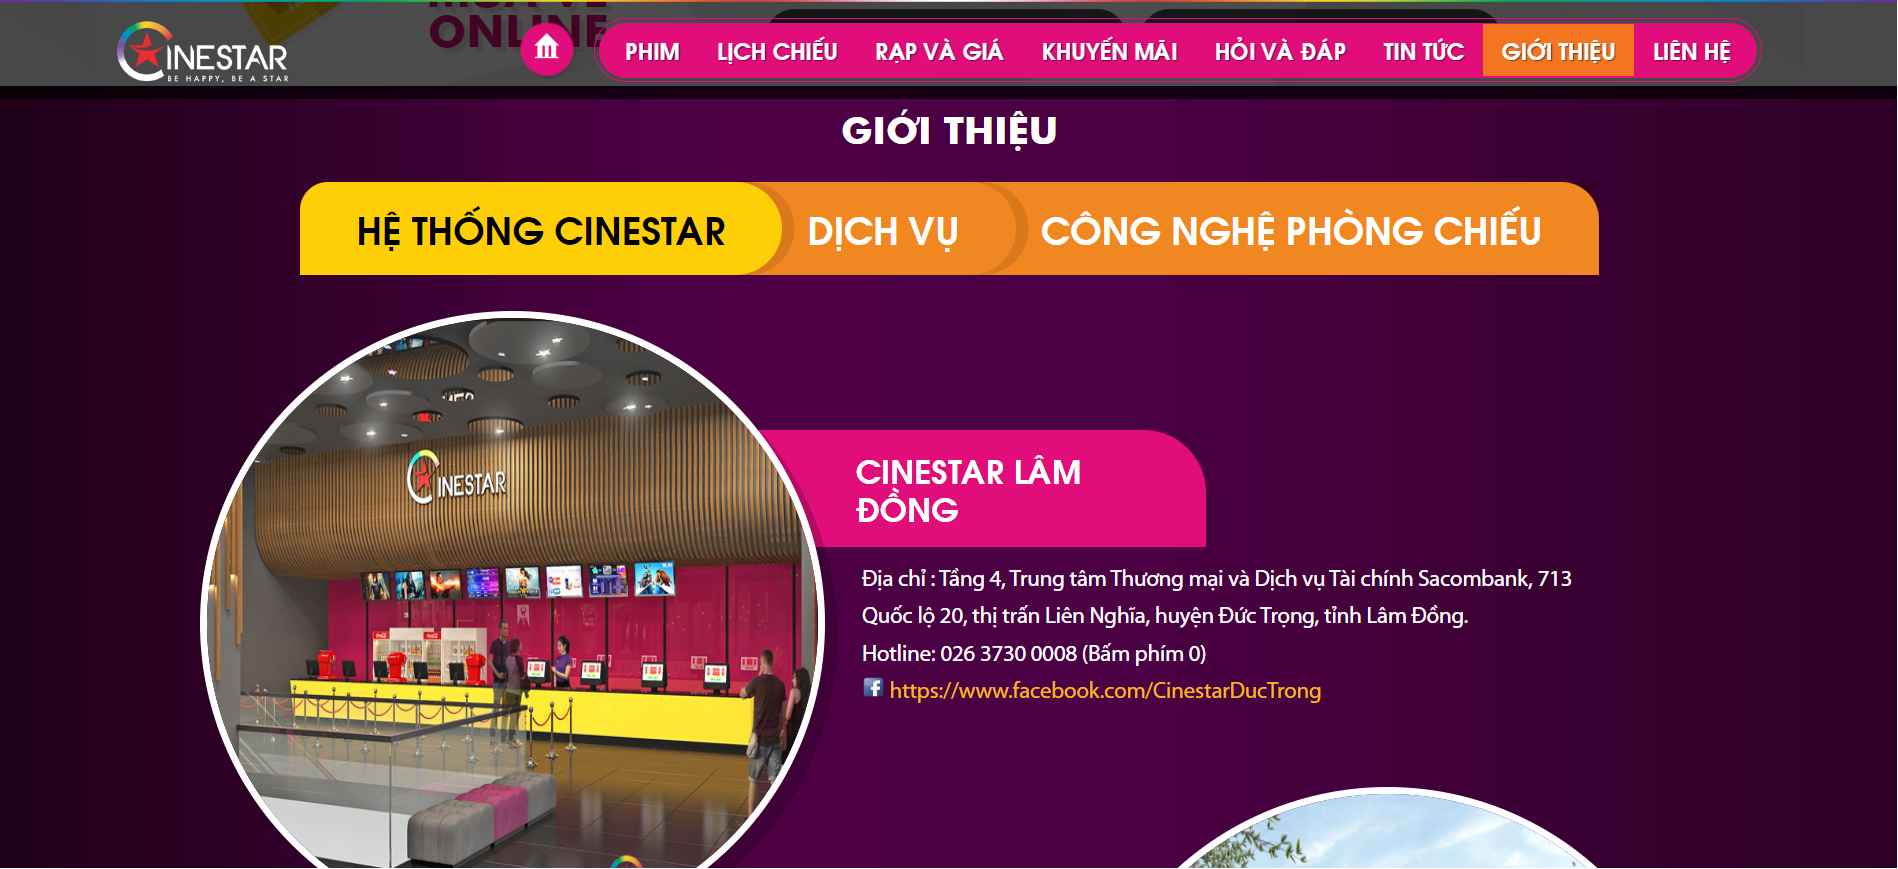 MUA VÉ
ONLINE
CINESTAR
BE HAPPY, BE A STAR
PHIM LỊCH CHIẾU RẠP VÀ GIÁ KHUYẾN MÃI HỎI VÀ ĐÁP TIN TỨC GIỚI THIỆU LIÊN HỆ
GIỚI THIỆU
HỆ THỐNG CINESTAR DỊCH VỤ CÔNG NGHỆ PHÒNG CHIẾU
CINESTAR
CINESTAR LÂM
ĐỒNG
Địa chỉ : Tầng 4, Trung tâm Thương mại và Dịch vụ Tài chính Sacombank, 713
Quốc lộ 20, thị trấn Liên Nghĩa, huyện Đức Trọng, tỉnh Lâm Đồng.
Hotline: 026 3730 0008 (Bấm phím 0)
https://www.facebook.com/CinestarDucTrong